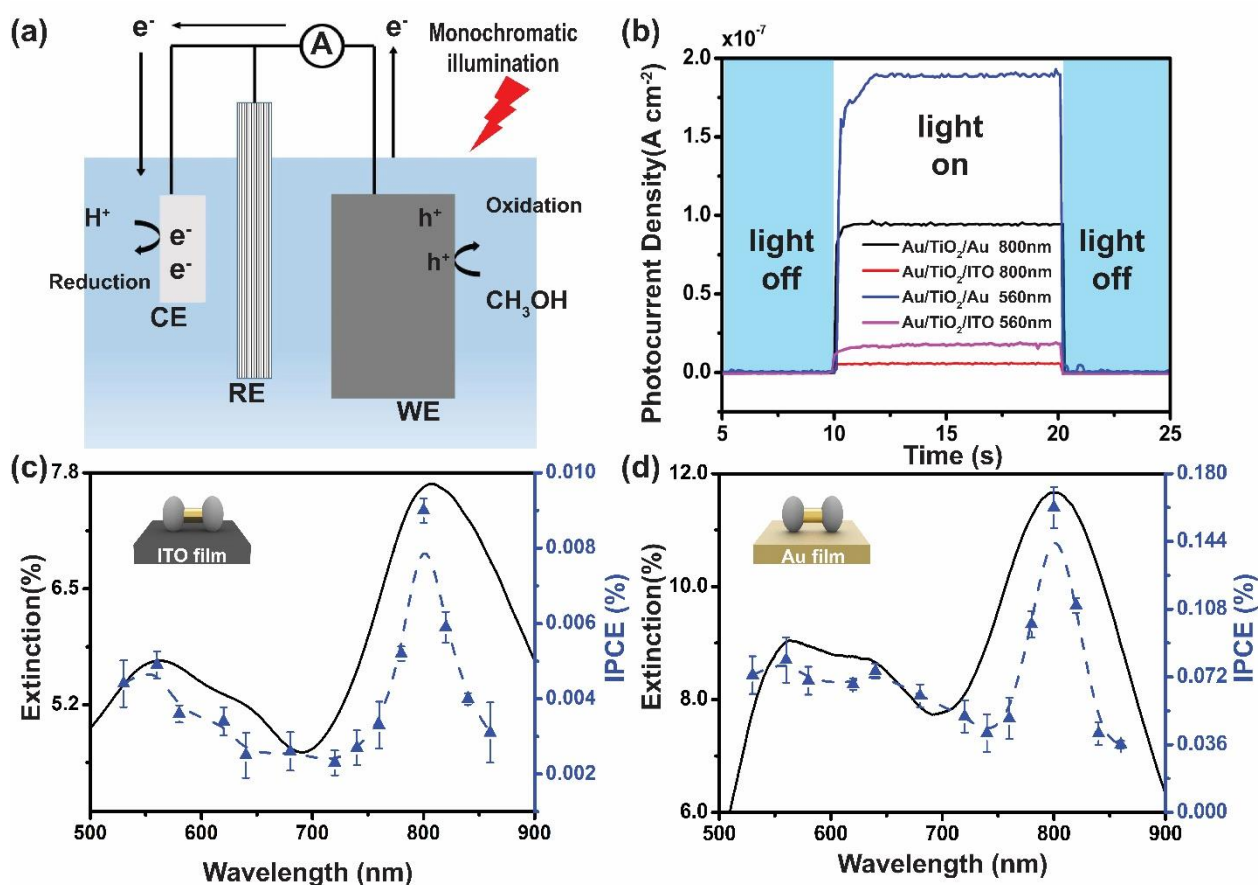 (a)
e-
e-
A
Monochromatic
illumination
H+
Reduction
e-
e-
CE
RE
WE
h+
h+
Oxidation
CH3OH
(b)
x10-7
Photocurrent Density(A cm-2)
2.0
1.5
1.0
0.5
0.0
light
off
light
on
light
off
Au/TiO2/Au 800nm
Au/TiO2/ITO 800nm
Au/TiO2/Au 560nm
Au/TiO2/ITO 560nm
5 10 15 20 25
Time (s)
(c)
Extinction(%)
7.8
6.5
5.2
ITO film
0.010
0.008
0.006
0.004
0.002
IPCE (%)
500 600 700 800 900
Wavelength (nm)
(d)
Extinction(%)
12.0
10.0
8.0
6.0
Au film
0.180
0.144
0.108
0.072
0.036
0.000
IPCE (%)
500 600 700 800 900
Wavelength (nm)